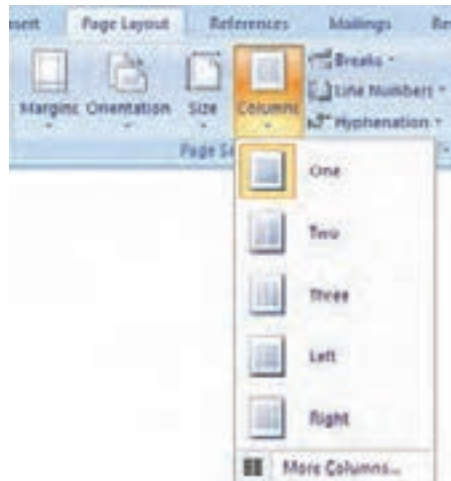 Page Layout References Mailings
Breaks
Line Numbers
Margins Orientation Size Columns
Hyphenation
One
Two
Three
Left
Right
More Columns...